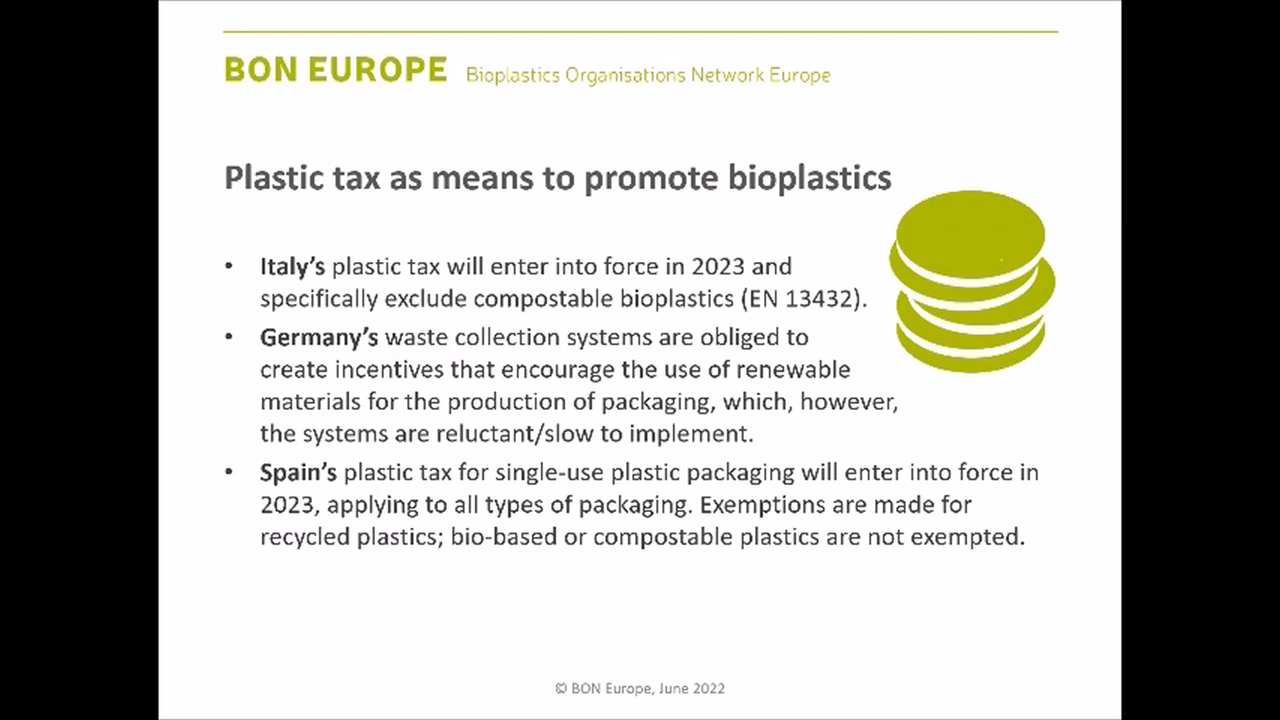 BON EUROPE Bioplastics Organisations Network Europe
Plastic tax as means to promote bioplastics
• Italy’s plastic tax will enter into force in 2023 and
specifically exclude compostable bioplastics (EN 13432).
• Germany’s waste collection systems are obliged to
create incentives that encourage the use of renewable
materials for the production of packaging, which, however,
the systems are reluctant/slow to implement.
• Spain’s plastic tax for single-use plastic packaging will enter into force in
2023, applying to all types of packaging. Exemptions are made for
recycled plastics; bio-based or compostable plastics are not exempted.
© BON Europe, June 2022